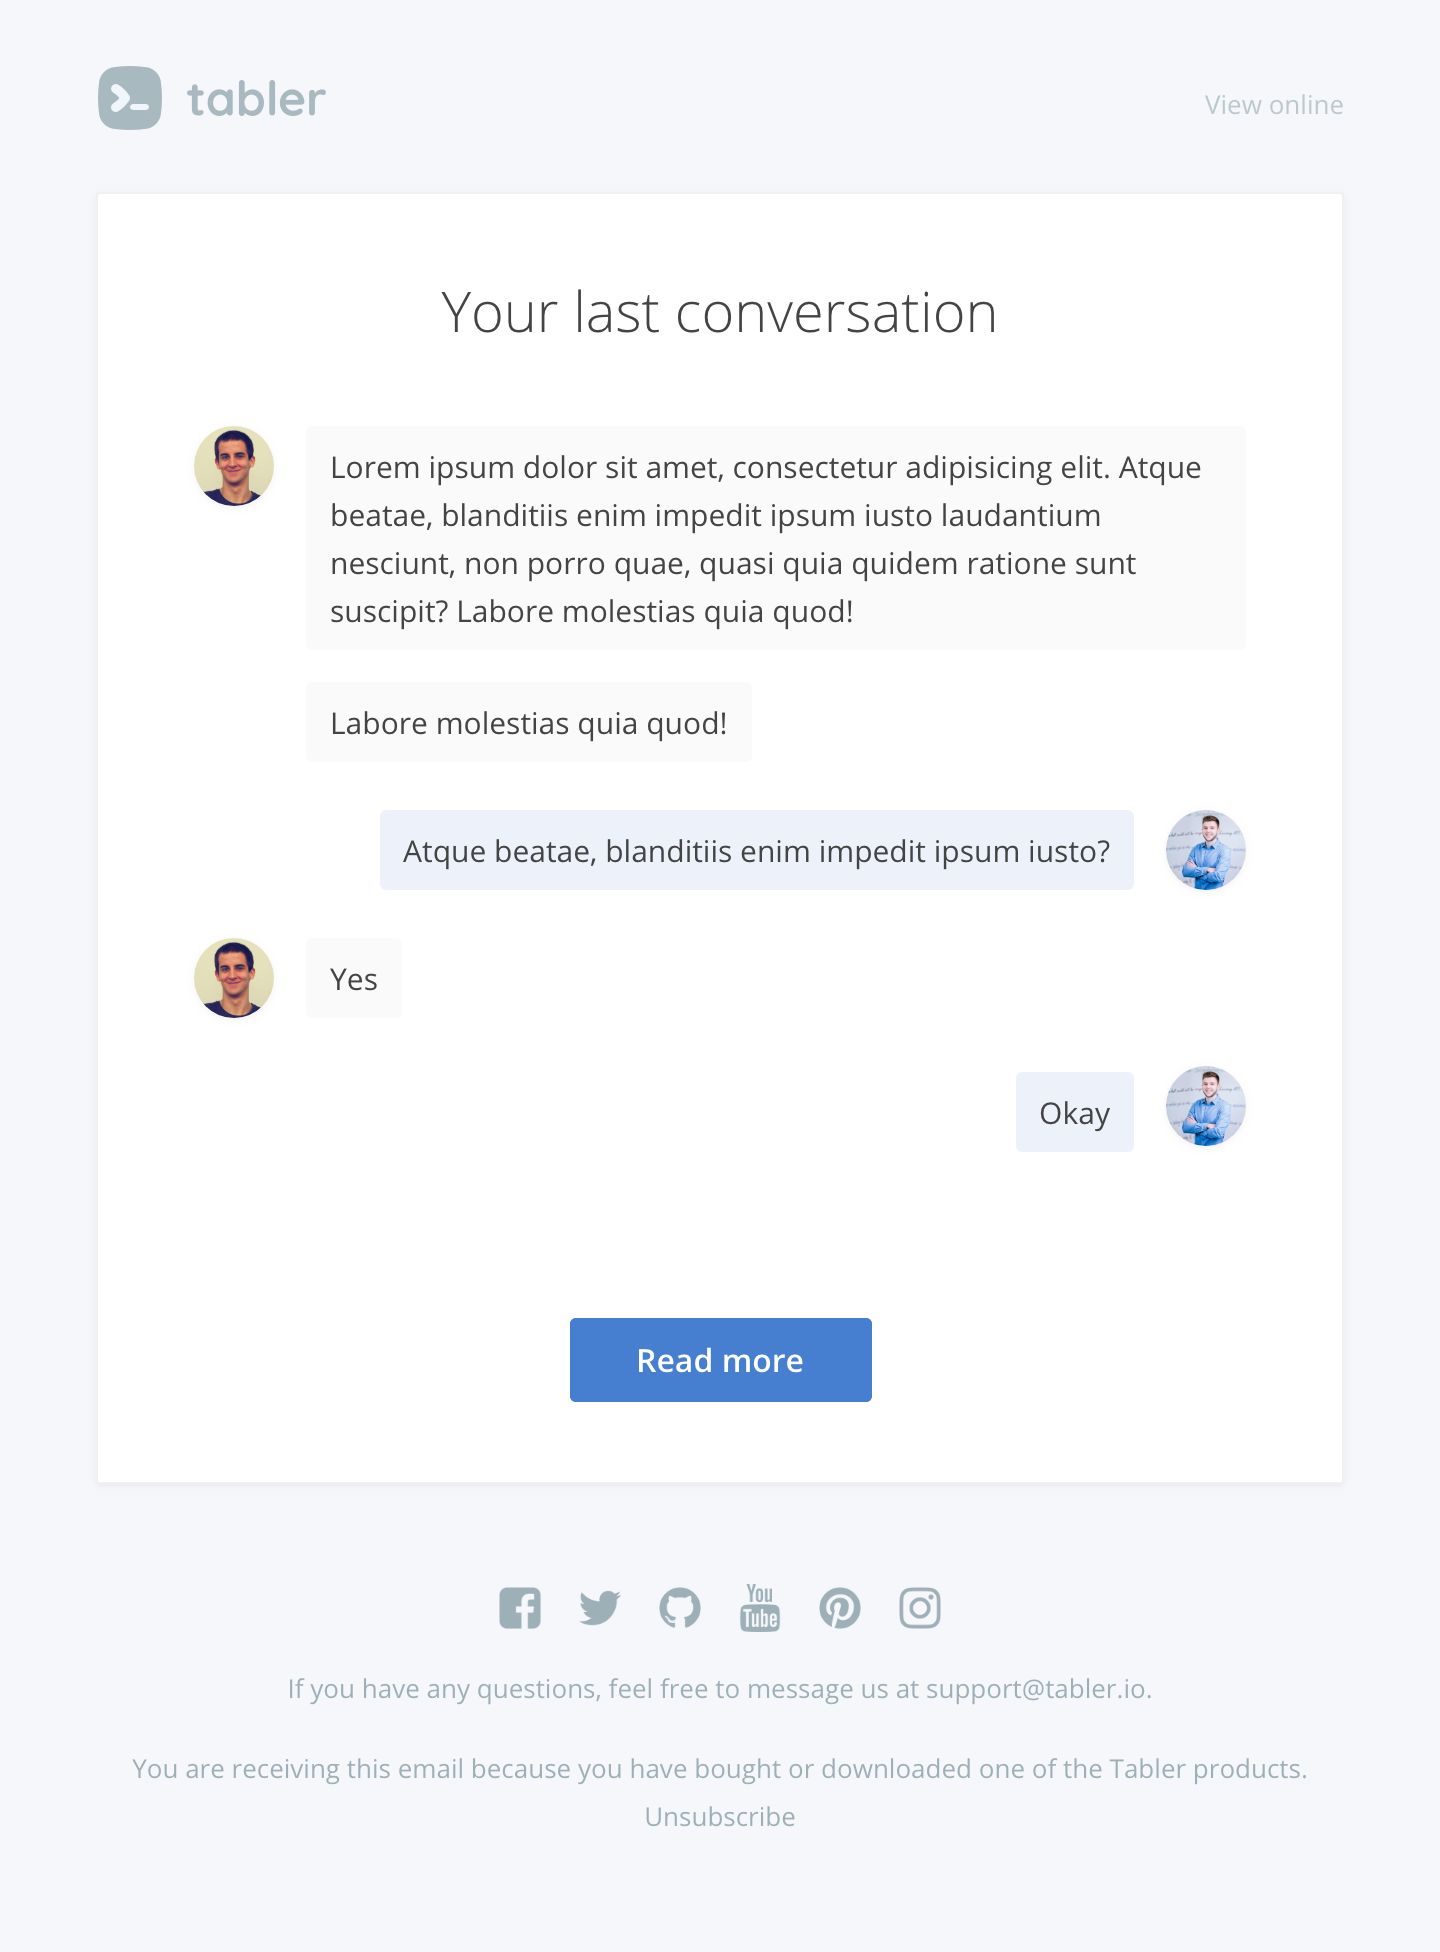 tabler
View online
Your last conversation
Lorem ipsum dolor sit amet, consectetur adipisicing elit. Atque
beatae, blanditiis enim impedit ipsum iusto laudantium
nesciunt, non porro quae, quasi quia quidem ratione sunt
suscipit? Labore molestias quia quod!
Labore molestias quia quod!
Atque beatae, blanditiis enim impedit ipsum iusto?
Yes
Okay
Read more
You
Tube
If you have any questions, feel free to message us at support@tabler.io.
You are receiving this email because you have bought or downloaded one of the Tabler products.
Unsubscribe